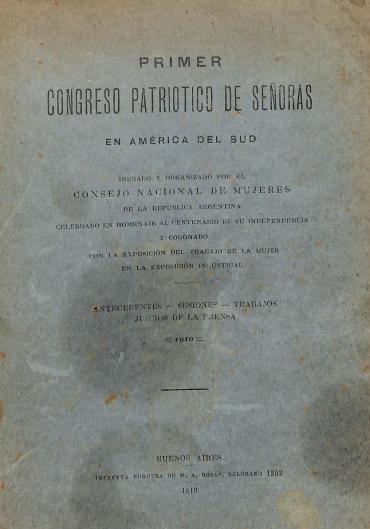 PRIMER
CONGRESO PATRIOTICO DE SEÑORAS
EN AMÉRICA DEL SUD
INICIADO Y ORGANIZADO POR EL
CONSEJO NACIONAL DE MUJERES
DE LA REPÚBLICA ARGENTINA
CELEBRADO EN HOMENAJE AL CENTENARIO DE SU INDEPENDENCIA
Y CORONADO
CON LA EXPOSICIÓN DEL TRABAJO DE LA MUJER
EN LA EXPOSICIÓN INDUSTRIAL
ANTECEDENTES — SESIONES — TRABAJOS
JUICIOS DE LA PRENSA
= 1910 =
BUENOS AIRES
IMPRENTA EUROPEA DE M. A. ROSAS, BELGRANO 1252
1910